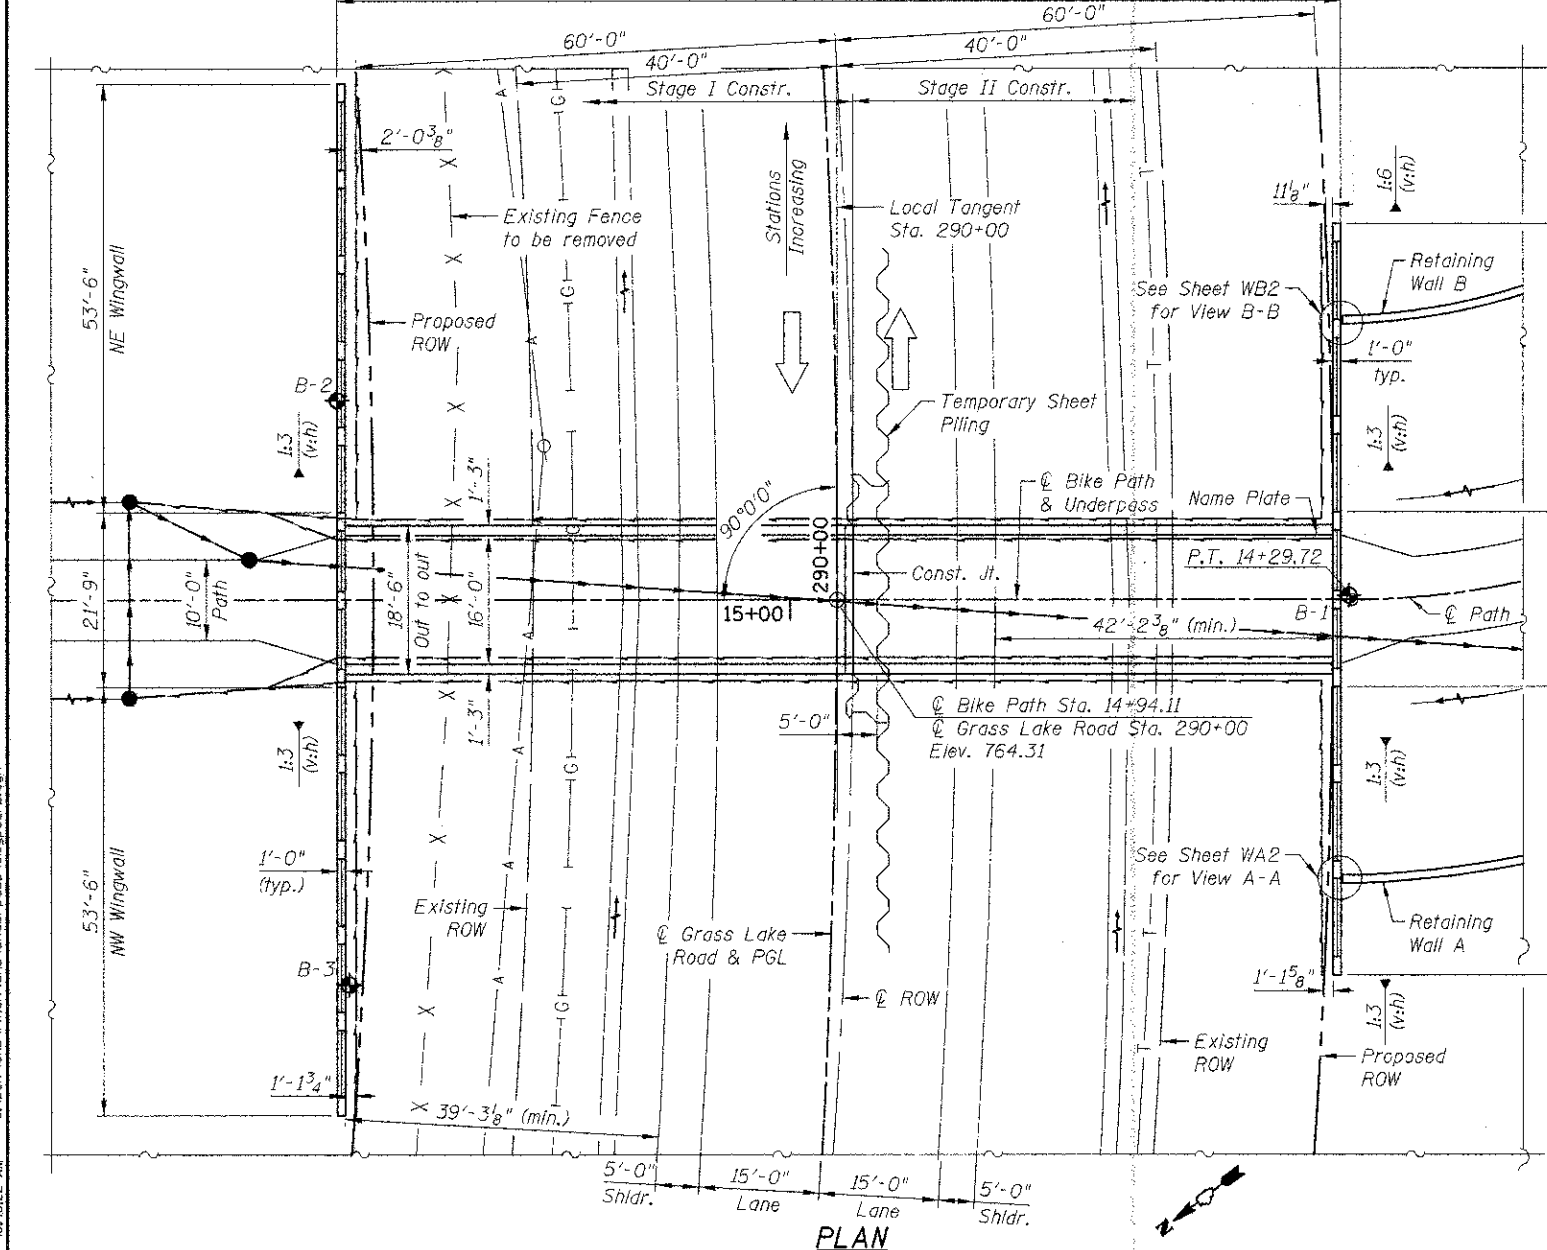 60'-0"
60'-0"
40'-0"
40'-0"
Stage I Constr.
Stage II Constr.
2'-0 3/8"
Stations
Increasing
Existing Fence
to be removed
Local Tangent
Sta. 290+00
11 1/8"
1:6
(v:h)
53'-6"
NE Wingwall
Proposed
ROW
See Sheet WB2
for View B-B
Retaining
Wall B
1'-0"
typ.
B-2
1:3
(v:h)
Temporary Sheet
Piling
1:3
(v:h)
1'-3"
90°0'0"
℄ Bike Path
& Underpass
Name Plate
290+00
Const. Jt.
P.T. 14+29.72
21'-9"
10'-0"
Path
18'-6"
Out to out
16'-0"
15+00
42'-2 3/8" (min.)
B-1
℄ Path
1'-3"
5'-0"
℄ Bike Path Sta. 14+94.11
℄ Grass Lake Road Sta. 290+00
Elev. 764.31
1:3
(v:h)
1:3
(v:h)
53'-6"
NW Wingwall
1'-0"
(typ.)
See Sheet WA2
for View A-A
Existing
ROW
℄ Grass Lake
Road & PGL
Retaining
Wall A
B-3
℄ ROW
1'-1 5/8"
1:3
(v:h)
Existing
ROW
Proposed
ROW
1'-1 3/4"
39'-3 1/8" (min.)
5'-0"
Shldr.
15'-0"
Lane
15'-0"
Lane
5'-0"
Shldr.
Z
PLAN
X
X
X
X
X
X
X
X
X
X
X
A
A
A
A
A
A
A
G
G
G
G
G
G
T
T
T
T
T